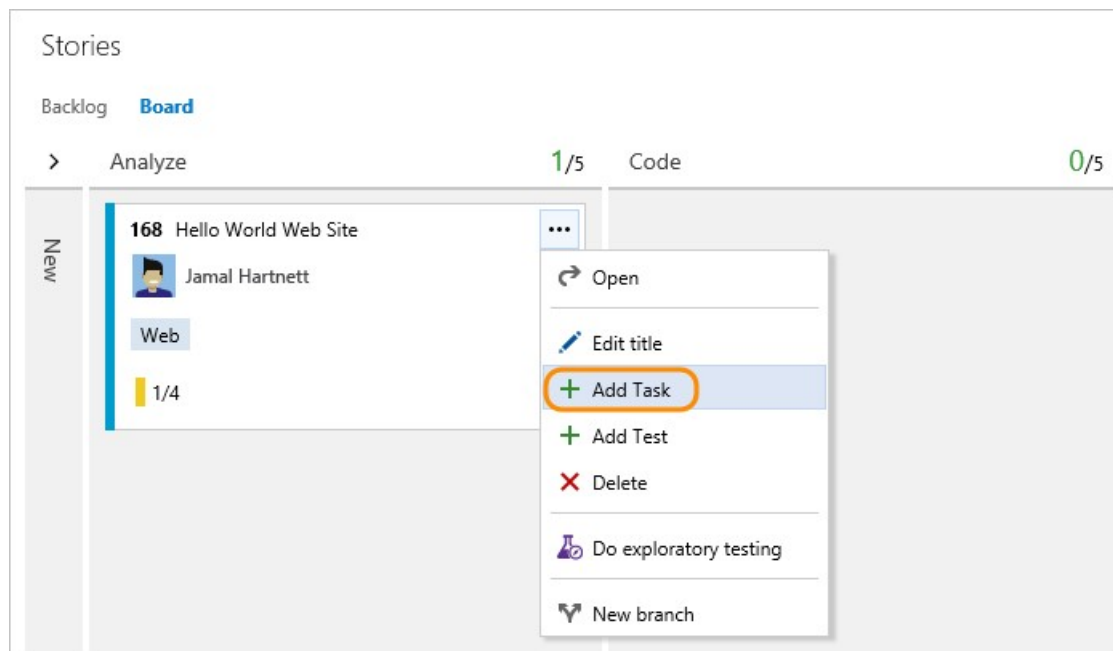 Stories
Backlog Board
Analyze 1/5 Code 0/5
New
168 Hello World Web Site
Jamal Hartnett
Web
1/4
Open
Edit title
Add Task
Add Test
Delete
Do exploratory testing
New branch